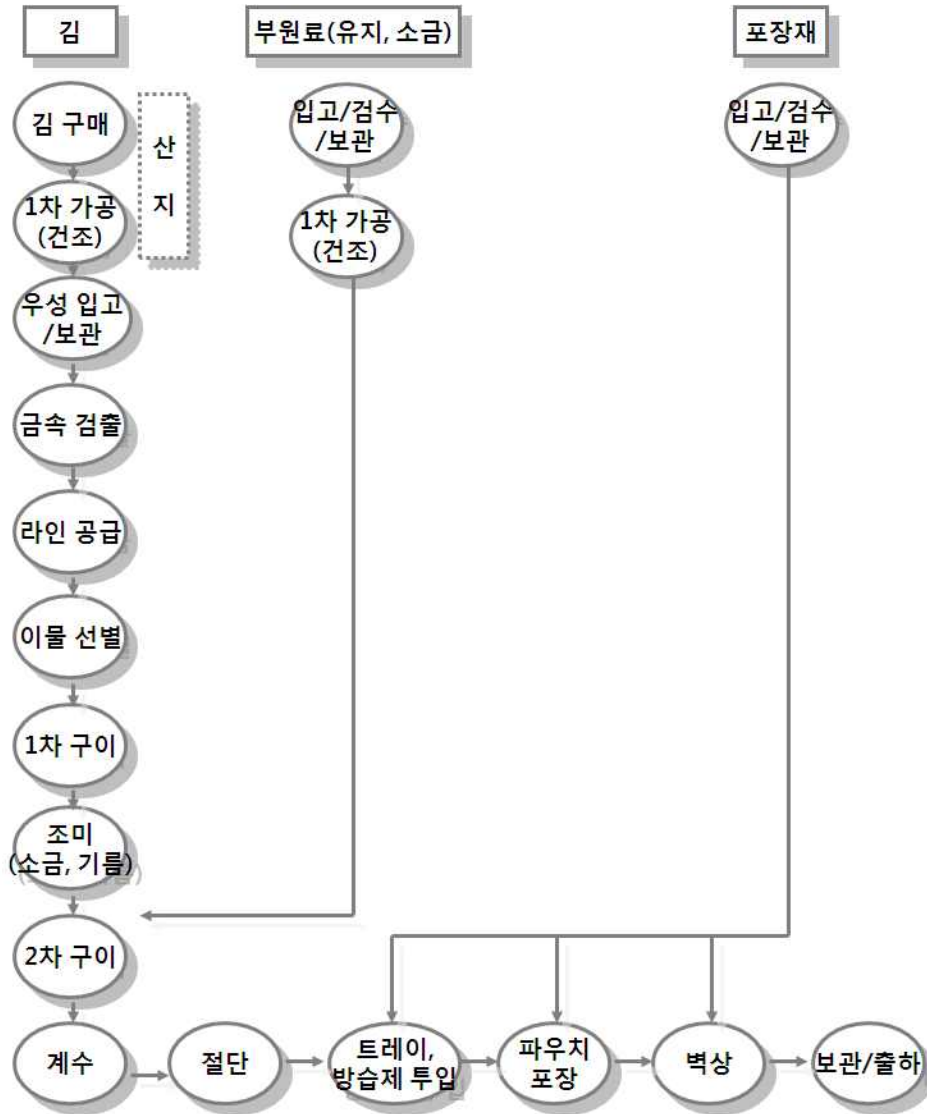 김
부원료(유지, 소금)
포장재
김 구매
산
지
1차 가공
(건조)
우성 입고
/보관
금속 검출
라인 공급
이물 선별
1차 구이
조미
(소금, 기름)
2차 구이
입고/검수
/보관
1차 가공
(건조)
입고/검수
/보관
계수
절단
트레이,
방습제 투입
파우치
포장
벽상
보관/출하